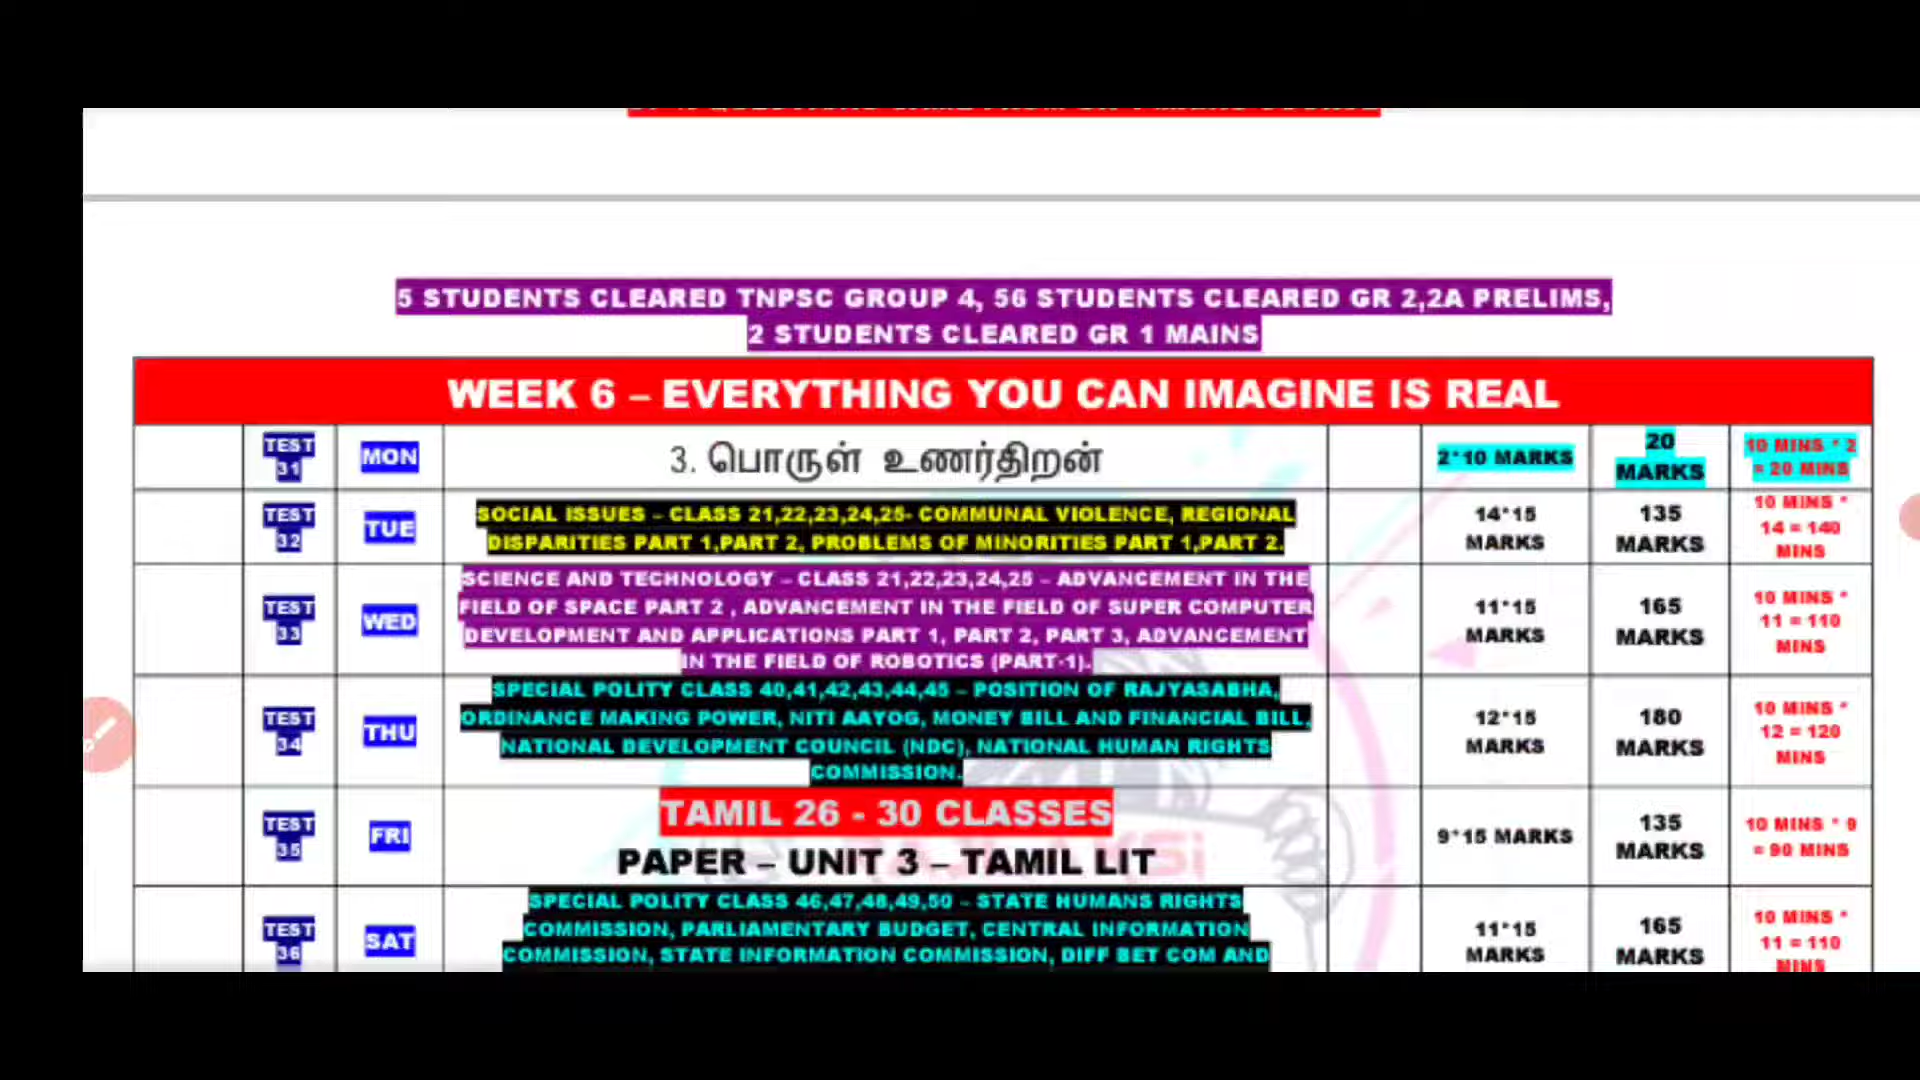 5 STUDENTS CLEARED TNPSC GROUP 4, 56 STUDENTS CLEARED GR 2,2A PRELIMS,
2 STUDENTS CLEARED GR 1 MAINS
WEEK 6 – EVERYTHING YOU CAN IMAGINE IS REAL
TEST
31
MON
3. பொருள் உணர்திறன்
2*10 MARKS
20
MARKS
10 MINS * 2
= 20 MINS
TEST
32
TUE
SOCIAL ISSUES – CLASS 21,22,23,24,25- COMMUNAL VIOLENCE, REGIONAL
DISPARITIES PART 1,PART 2, PROBLEMS OF MINORITIES PART 1,PART 2.
14*15
MARKS
135
MARKS
10 MINS *
14 = 140
MINS
TEST
33
WED
SCIENCE AND TECHNOLOGY – CLASS 21,22,23,24,25 – ADVANCEMENT IN THE
FIELD OF SPACE PART 2 , ADVANCEMENT IN THE FIELD OF SUPER COMPUTER
DEVELOPMENT AND APPLICATIONS PART 1, PART 2, PART 3, ADVANCEMENT
IN THE FIELD OF ROBOTICS (PART-1).
11*15
MARKS
165
MARKS
10 MINS *
11 = 110
MINS
TEST
34
THU
SPECIAL POLITY CLASS 40,41,42,43,44,45 – POSITION OF RAJYASABHA,
ORDINANCE MAKING POWER, NITI AAYOG, MONEY BILL AND FINANCIAL BILL,
NATIONAL DEVELOPMENT COUNCIL (NDC), NATIONAL HUMAN RIGHTS
COMMISSION.
12*15
MARKS
180
MARKS
10 MINS *
12 = 120
MINS
TEST
35
FRI
TAMIL 26 - 30 CLASSES
PAPER – UNIT 3 – TAMIL LIT
9*15 MARKS
135
MARKS
10 MINS * 9
= 90 MINS
TEST
36
SAT
SPECIAL POLITY CLASS 46,47,48,49,50 – STATE HUMANS RIGHTS
COMMISSION, PARLIAMENTARY BUDGET, CENTRAL INFORMATION
COMMISSION, STATE INFORMATION COMMISSION, DIFF BET COM AND
11*15
MARKS
165
MARKS
10 MINS *
11 = 110
MINS